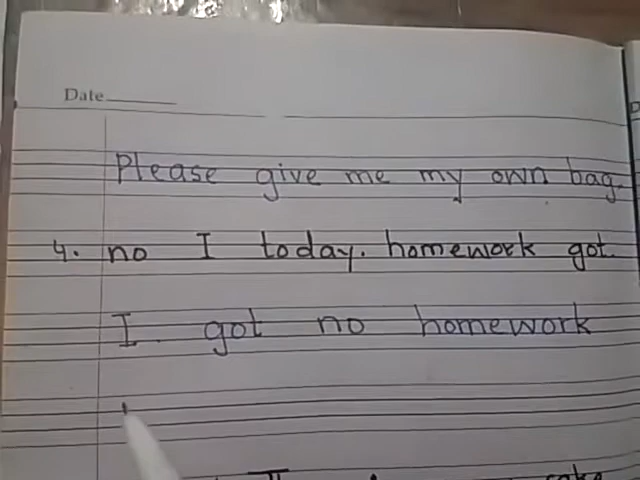 Date
Please give me my own bag.
4. no I today. homework got.
I got no homework